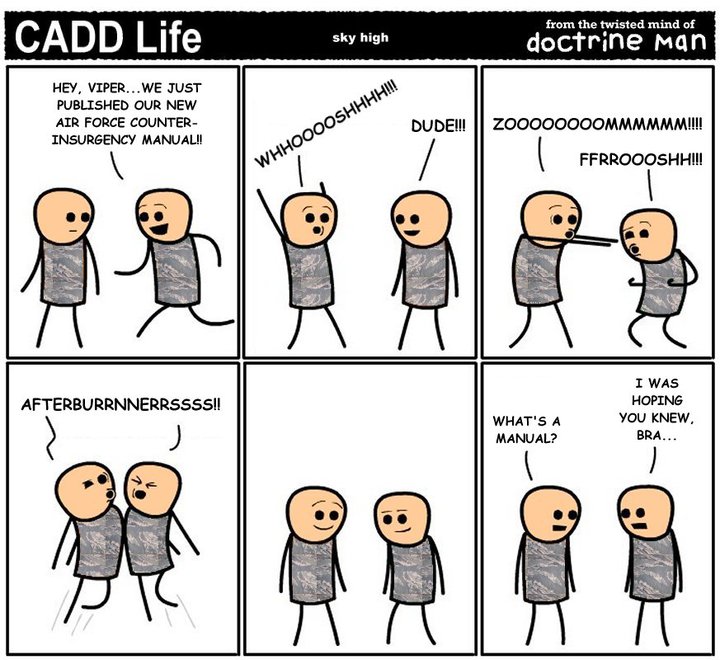 CADD Life
sky high
from the twisted mind of
doctrine man
HEY, VIPER...WE JUST
PUBLISHED OUR NEW
AIR FORCE COUNTER-
INSURGENCY MANUAL!!
WHHOOOOSHHHH!!!
DUDE!!!
ZOOOOOOOOMMMMMM!!!!
FFRROOOSHH!!!
AFTERBURRNNERRSSSS!!
WHAT'S A
MANUAL?
I WAS
HOPING
YOU KNEW,
BRA...